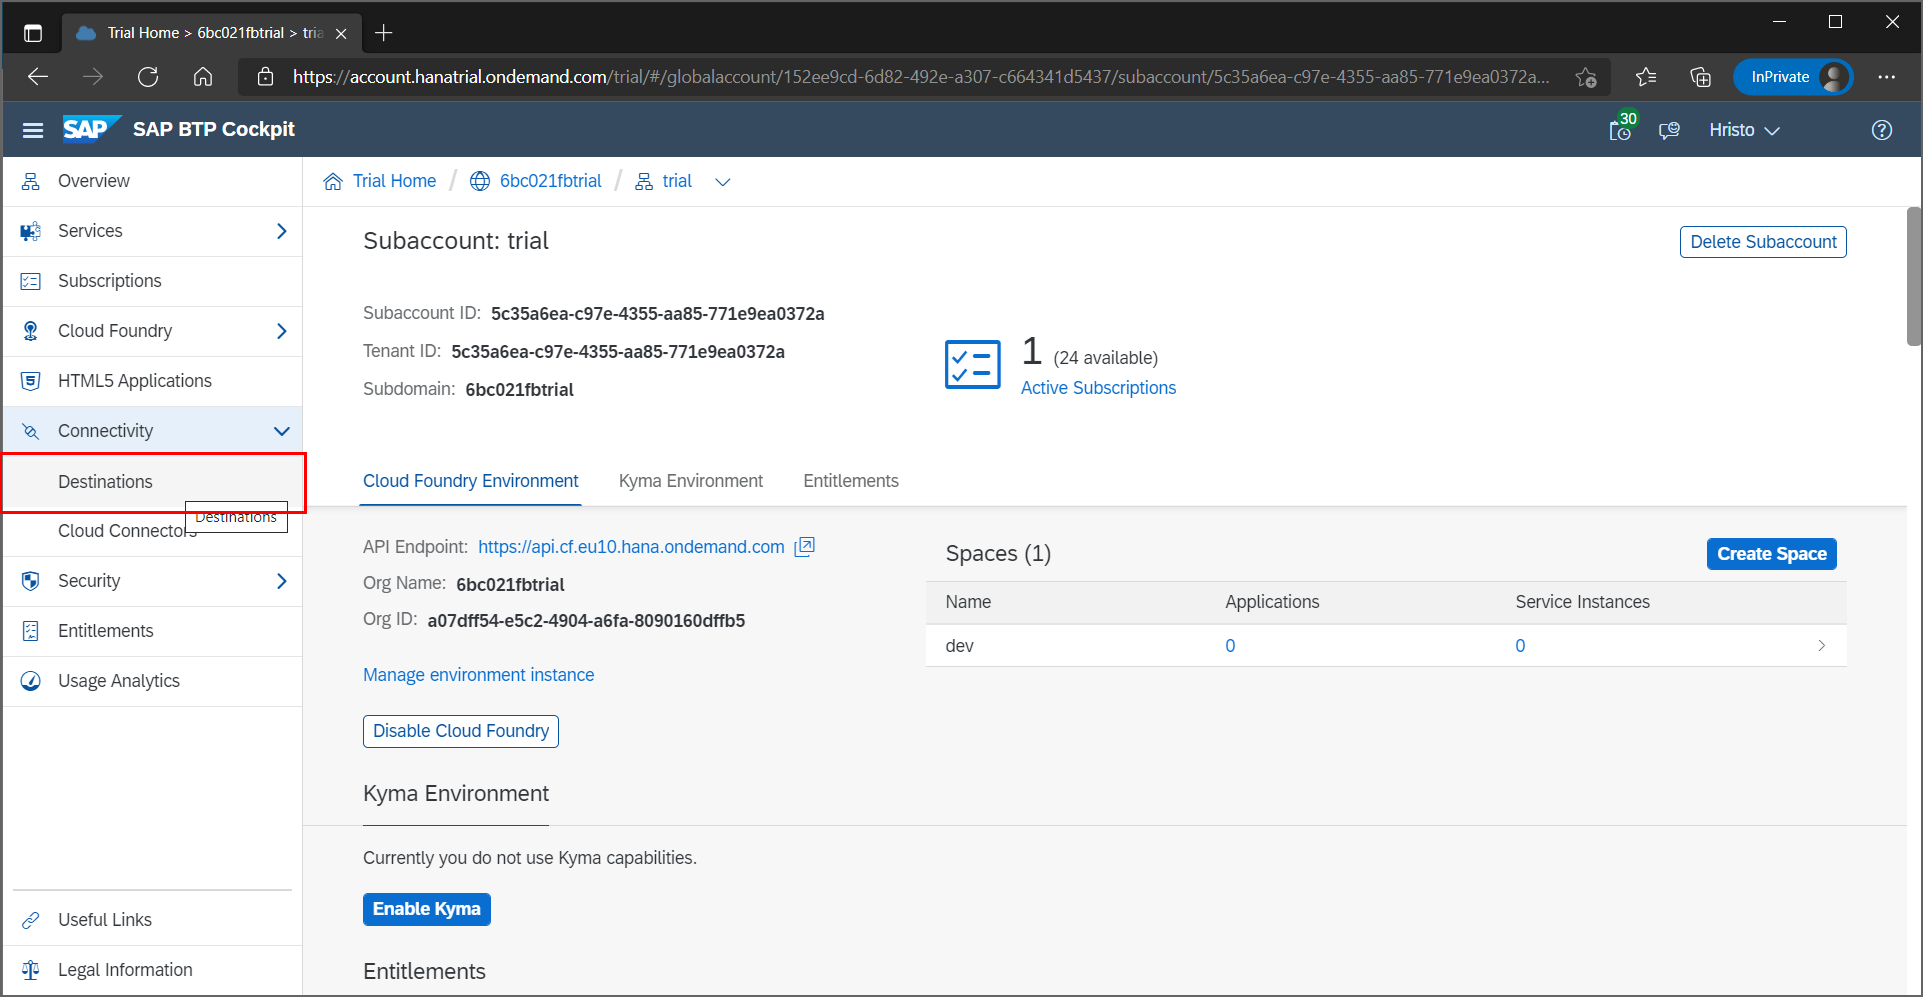 Trial Home > 6bc021fbtrial > tria
https://account.hanatrial.ondemand.com/trial/#/globalaccount/152ee9cd-6d82-492e-a307-c664341d5437/subaccount/5c35a6ea-c97e-4355-aa85-771e9ea0372a...
InPrivate
SAP SAP BTP Cockpit
30
Hristo
Overview
Services
Subscriptions
Cloud Foundry
HTML5 Applications
Connectivity
Destinations
Destinations
Cloud Connectors
Security
Entitlements
Usage Analytics
Useful Links
Legal Information
Trial Home / 6bc021fbtrial / trial
Subaccount: trial
Delete Subaccount
Subaccount ID: 5c35a6ea-c97e-4355-aa85-771e9ea0372a
Tenant ID: 5c35a6ea-c97e-4355-aa85-771e9ea0372a
Subdomain: 6bc021fbtrial
1 (24 available)
Active Subscriptions
Cloud Foundry Environment Kyma Environment Entitlements
API Endpoint: https://api.cf.eu10.hana.ondemand.com
Org Name: 6bc021fbtrial
Org ID: a07dff54-e5c2-4904-a6fa-8090160dffb5
Manage environment instance
Disable Cloud Foundry
Spaces (1)
Create Space
Name Applications Service Instances
dev 0 0
Kyma Environment
Currently you do not use Kyma capabilities.
Enable Kyma
Entitlements